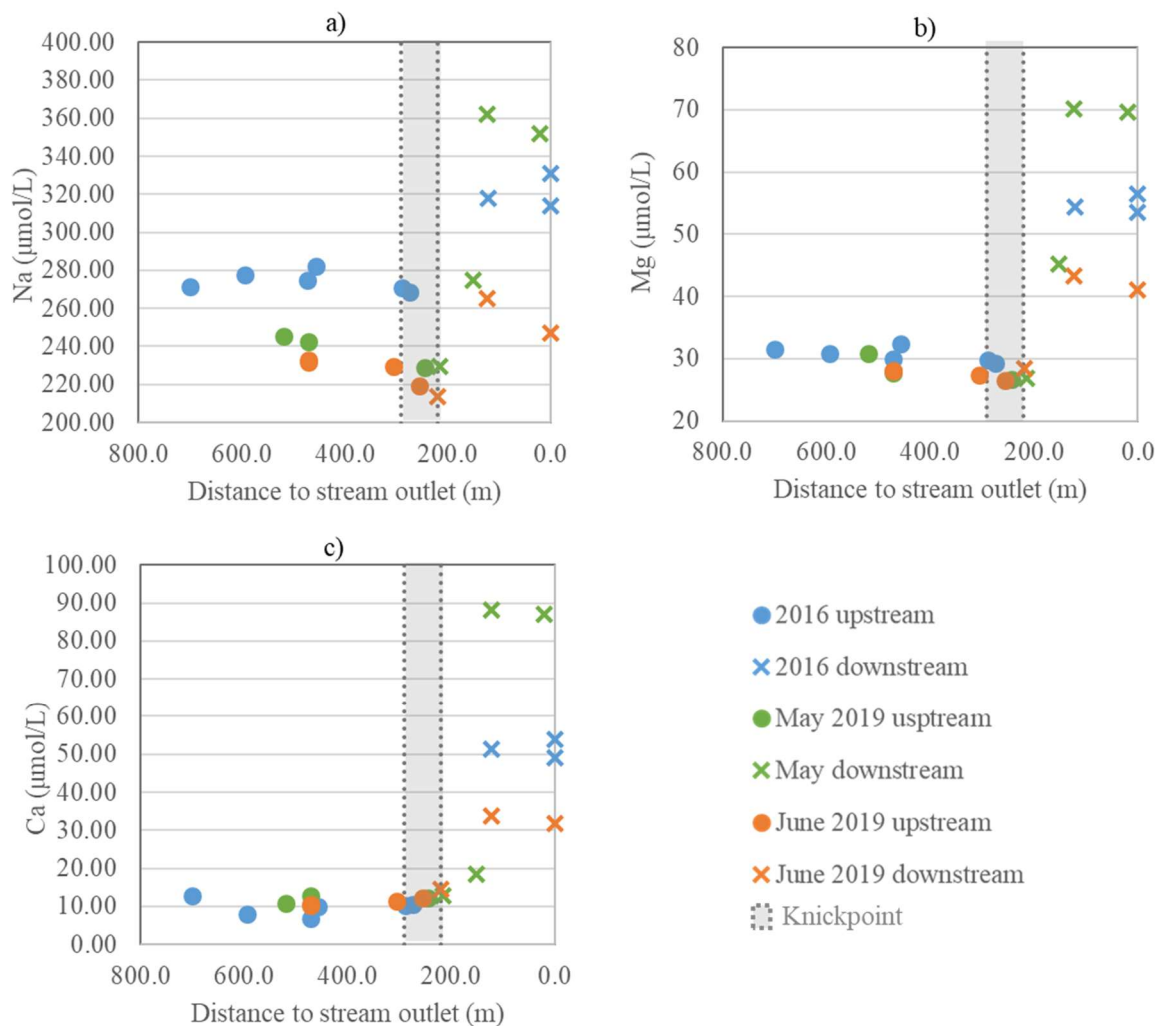 a)
400.00
380.00
360.00
340.00
320.00
300.00
280.00
260.00
240.00
220.00
200.00
Na (µmol/L)
800.0 600.0 400.0 200.0 0.0
Distance to stream outlet (m)
b)
80
70
60
50
40
30
20
Mg (µmol/L)
800.0 600.0 400.0 200.0 0.0
Distance to stream outlet (m)
c)
100.00
90.00
80.00
70.00
60.00
50.00
40.00
30.00
20.00
10.00
0.00
Ca (µmol/L)
800.0 600.0 400.0 200.0 0.0
Distance to stream outlet (m)
2016 upstream
2016 downstream
May 2019 usptream
May downstream
June 2019 upstream
June 2019 downstream
Knickpoint